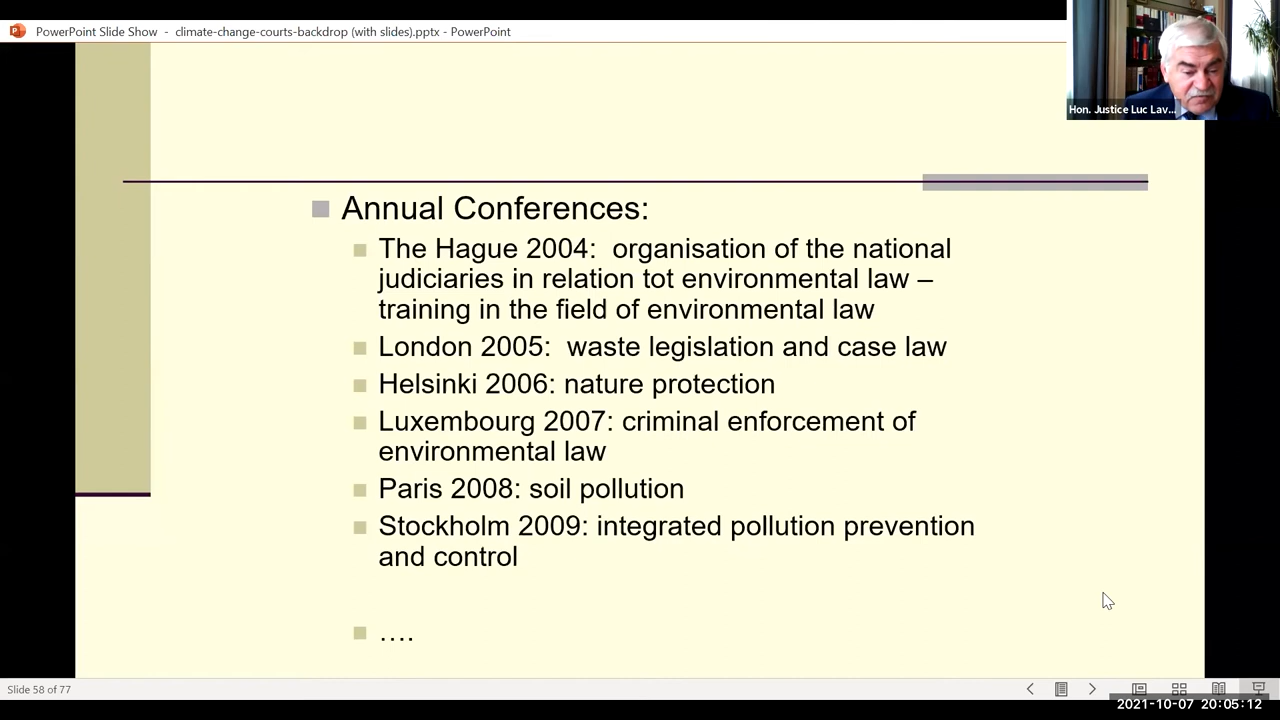 PowerPoint Slide Show - climate-change-courts-backdrop (with slides).pptx - PowerPoint
Hon. Justice Luc Lav...
Annual Conferences:
The Hague 2004: organisation of the national
judiciaries in relation tot environmental law –
training in the field of environmental law
London 2005: waste legislation and case law
Helsinki 2006: nature protection
Luxembourg 2007: criminal enforcement of
environmental law
Paris 2008: soil pollution
Stockholm 2009: integrated pollution prevention
and control
….
Slide 58 of 77
2021-10-07 20:05:12